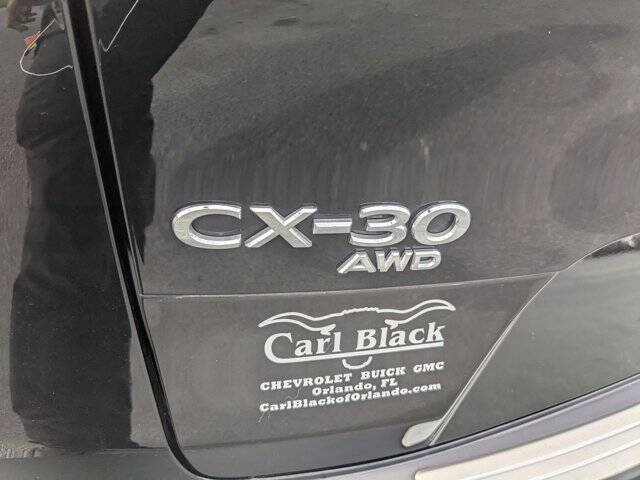 CX-30
AWD
Carl Black
CHEVROLET BUICK GMC
Orlando, FL
CarlBlackofOrlando.com